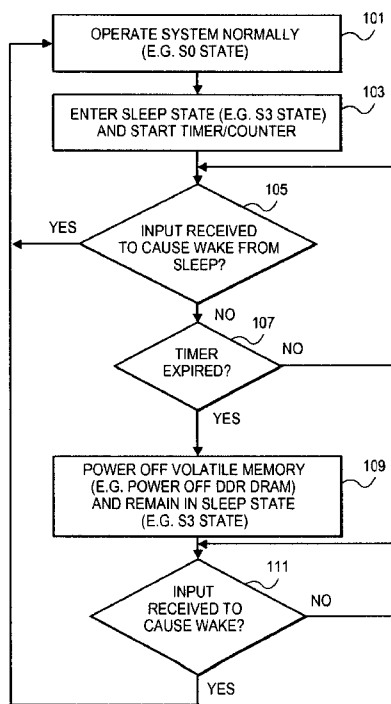 OPERATE SYSTEM NORMALLY
(E.G. S0 STATE)
101
ENTER SLEEP STATE (E.G. S3 STATE)
AND START TIMER/COUNTER
103
INPUT RECEIVED
TO CAUSE WAKE FROM
SLEEP?
105
YES
NO
TIMER
EXPIRED?
107
NO
YES
POWER OFF VOLATILE MEMORY
(E.G. POWER OFF DDR DRAM)
AND REMAIN IN SLEEP STATE
(E.G. S3 STATE)
109
INPUT
RECEIVED TO
CAUSE WAKE?
111
NO
YES